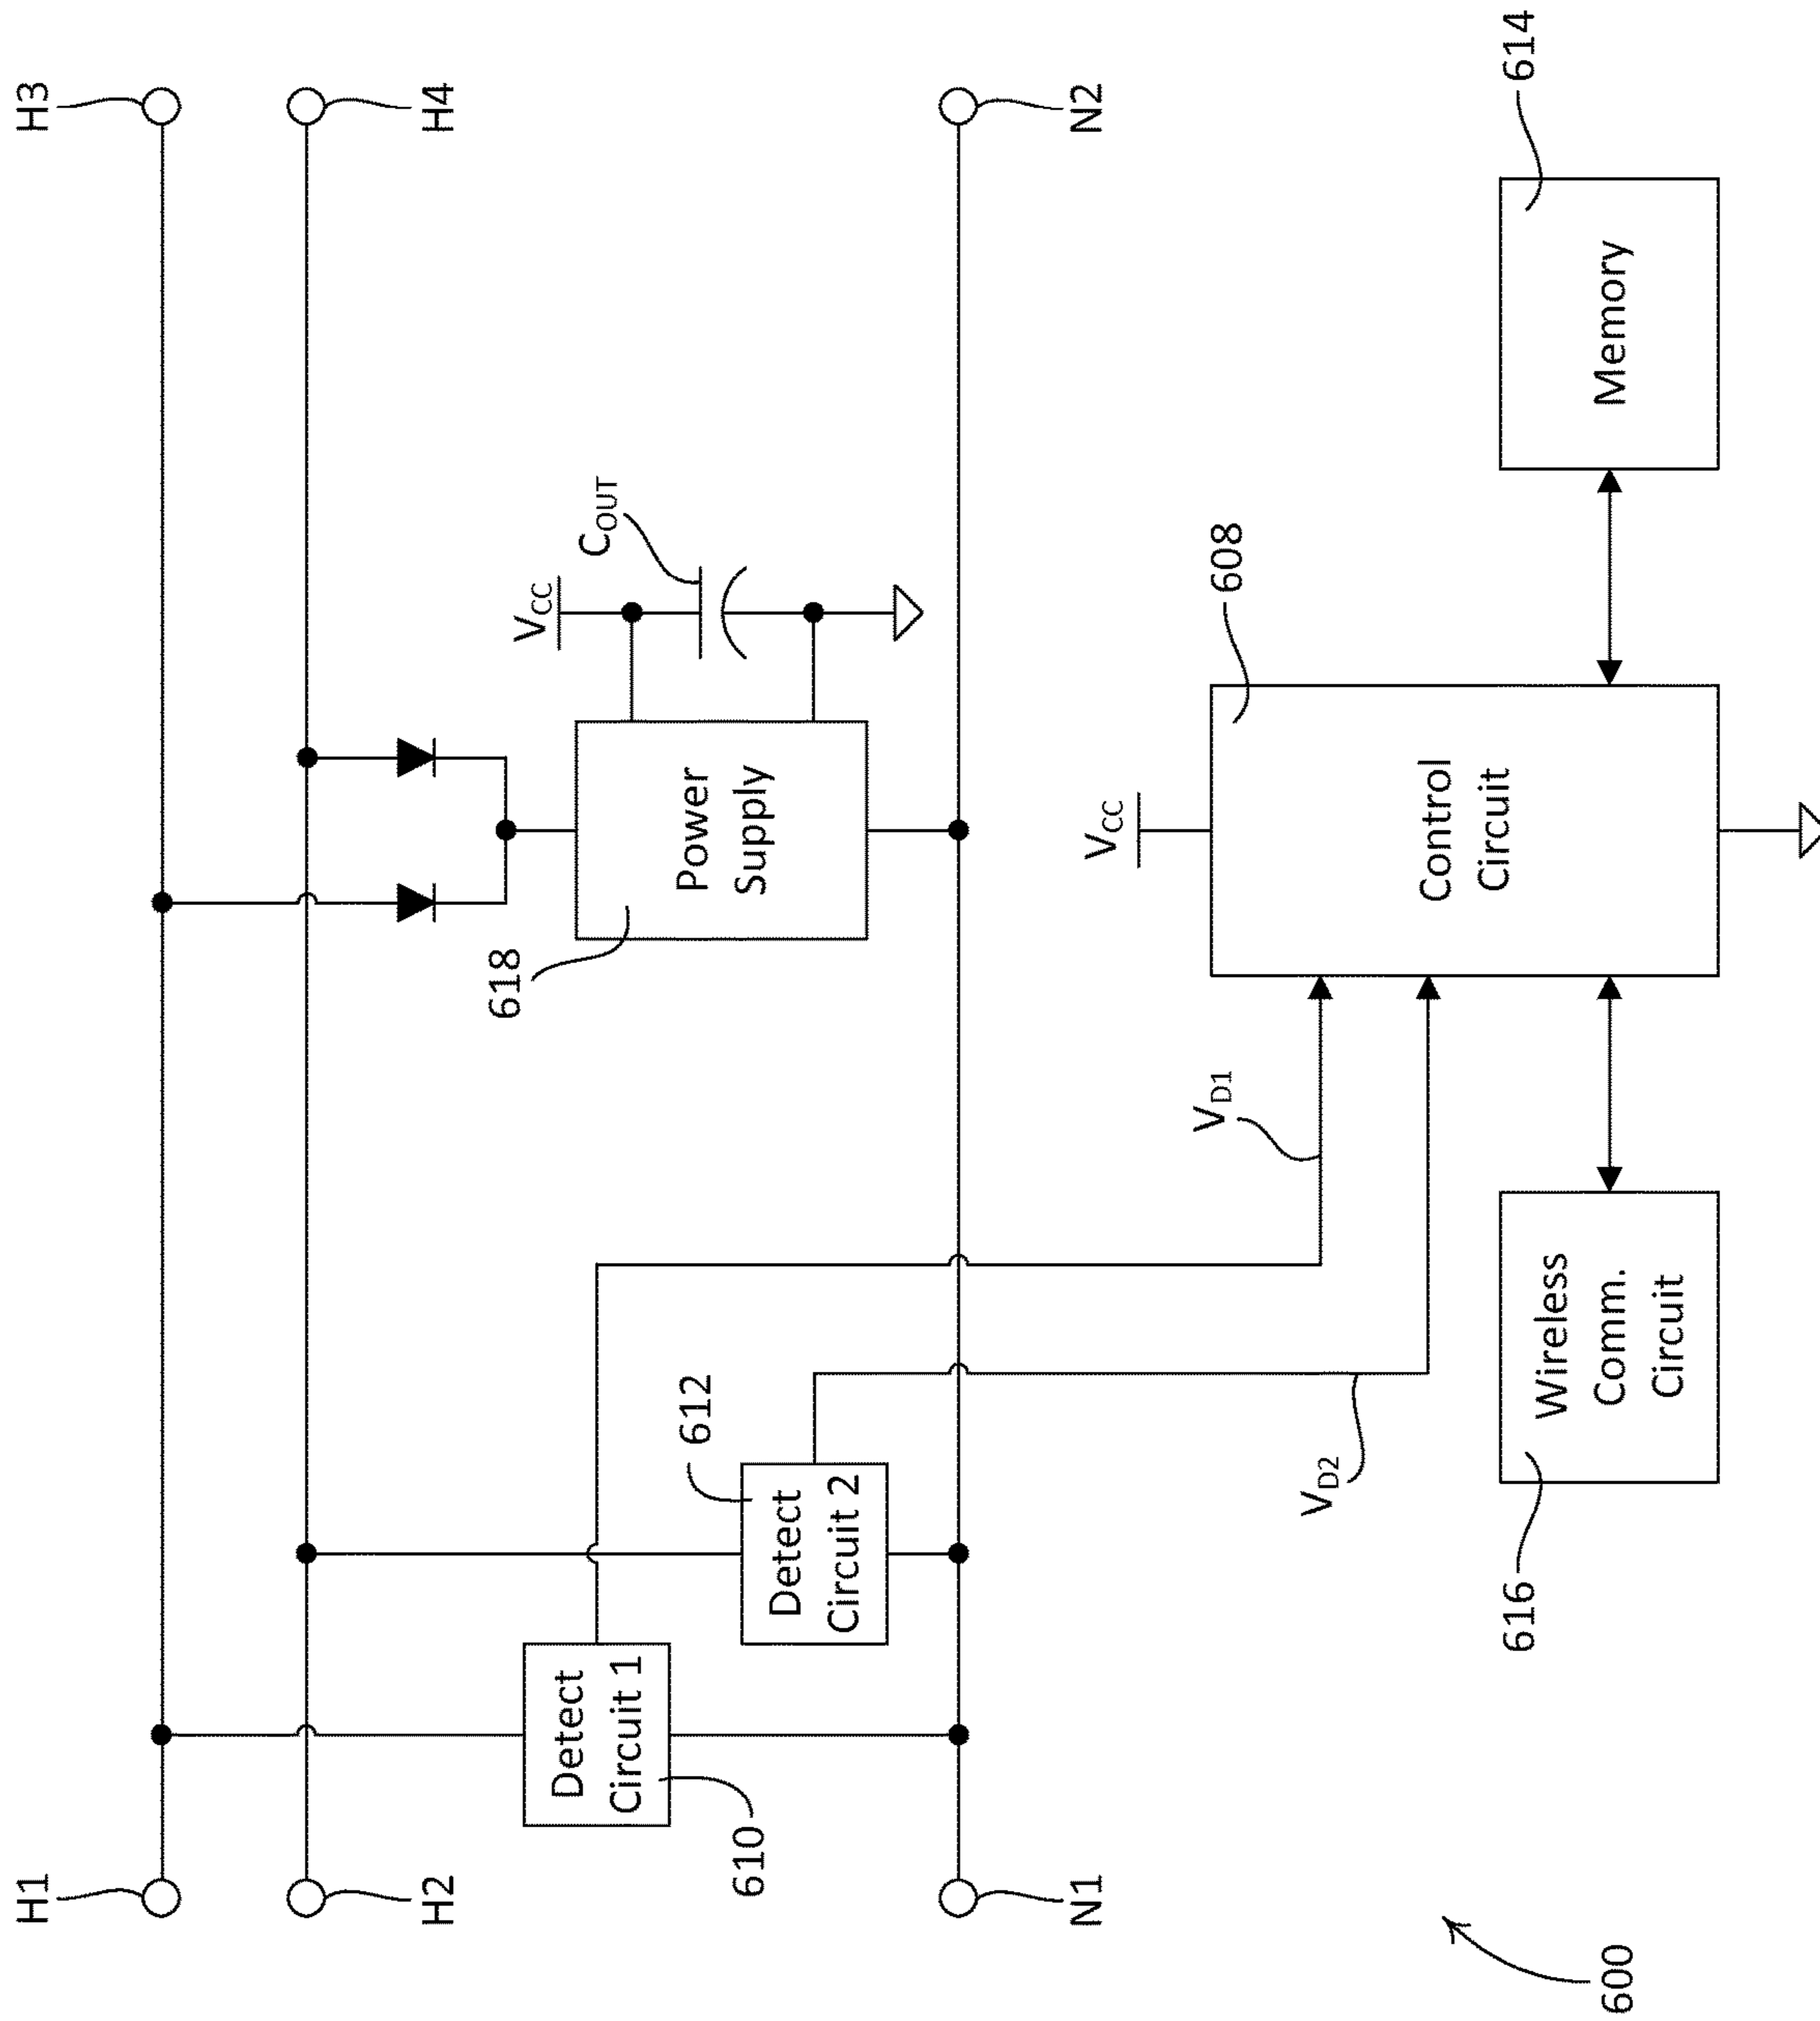 H1
H3
H2
H4
Detect
Circuit 1
610
Detect
Circuit 2
612
618
Power
Supply
VCC
COUT
N1
N2
VD1
VD2
VCC
608
Control
Circuit
Wireless
Comm.
Circuit
616
Memory
614
600